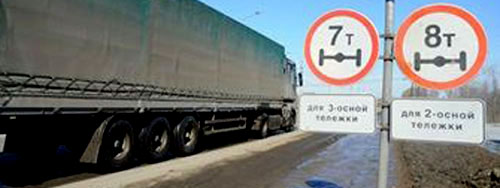 7т
8т
для 3-осной
тележки
для 2-осной
тележки